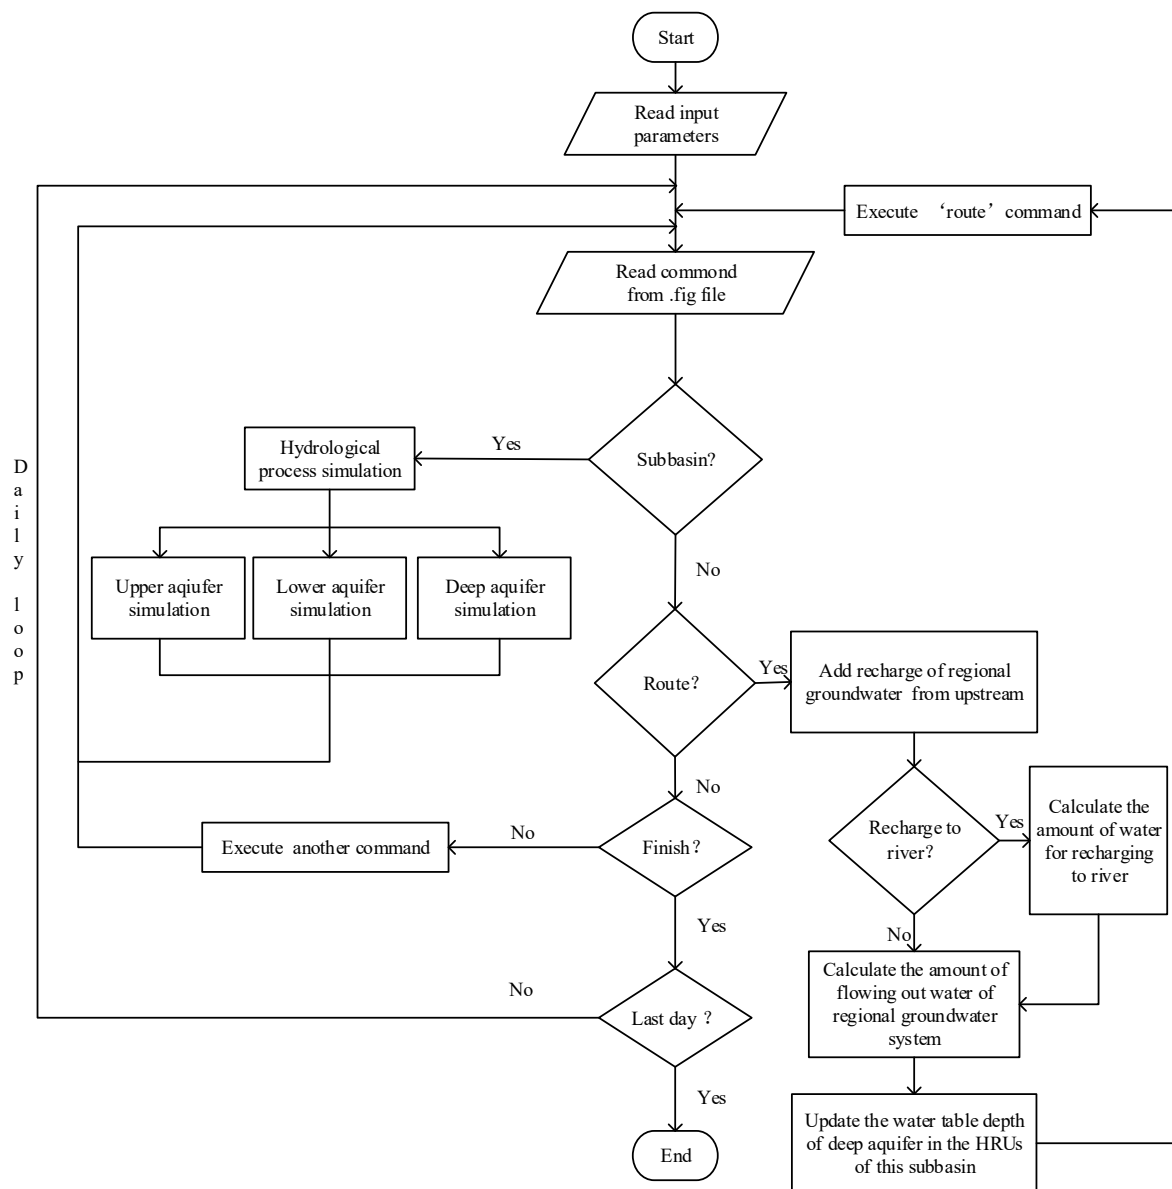 Start
Read input
parameters
Execute ‘route’ command
Read commond
from .fig file
Yes
Hydrological
process simulation
Subbasin?
Daily loop
No
Upper aqiufer
simulation
Lower aquifer
simulation
Deep aquifer
simulation
Route?
Yes
Add recharge of regional
groundwater from upstream
No
Recharge to
river?
Yes
Calculate the
amount of water
for recharging
to river
Execute another command
No
Finish?
Yes
No
Calculate the amount of
flowing out water of
regional groundwater
system
No
Last day ?
Yes
Update the water table depth
of deep aquifer in the HRUs
of this subbasin
End